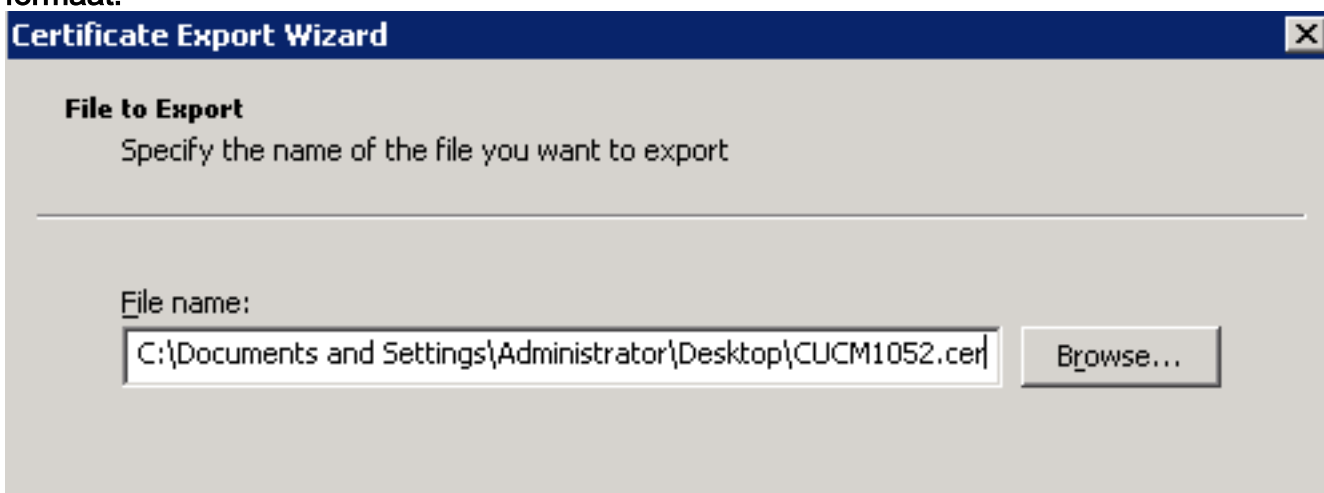 formaat.
Certificate Export Wizard
File to Export
Specify the name of the file you want to export
File name:
C:\Documents and Settings\Administrator\Desktop\CUCM1052.cer
Browse...